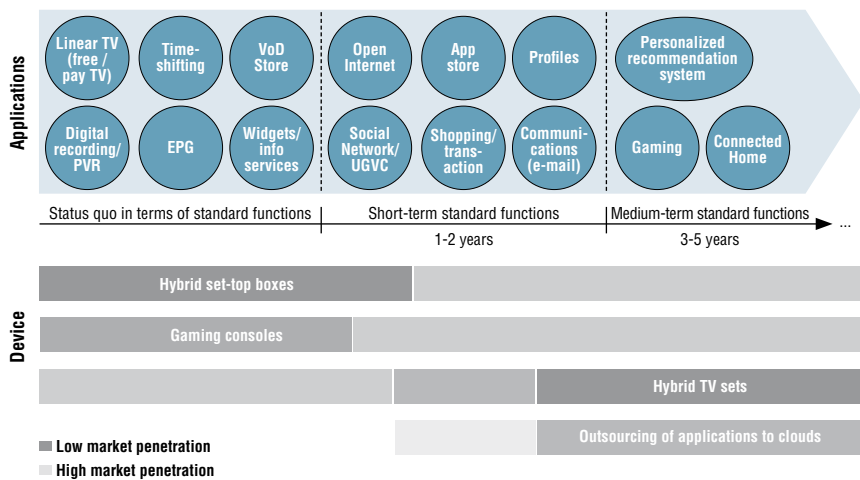 Applications
Linear TV
(free /
pay TV)
Time-
shifting
VoD
Store
Open
Internet
App
store
Profiles
Personalized
recommendation
system
Digital
recording/
PVR
EPG
Widgets/
info
services
Social
Network/
UGVC
Shopping/
trans-
action
Communi-
cations
(e-mail)
Gaming
Connected
Home
Status quo in terms of standard functions
Short-term standard functions
Medium-term standard functions
...
1-2 years
3-5 years
Device
Hybrid set-top boxes
Gaming consoles
Hybrid TV sets
Outsourcing of applications to clouds
Low market penetration
High market penetration